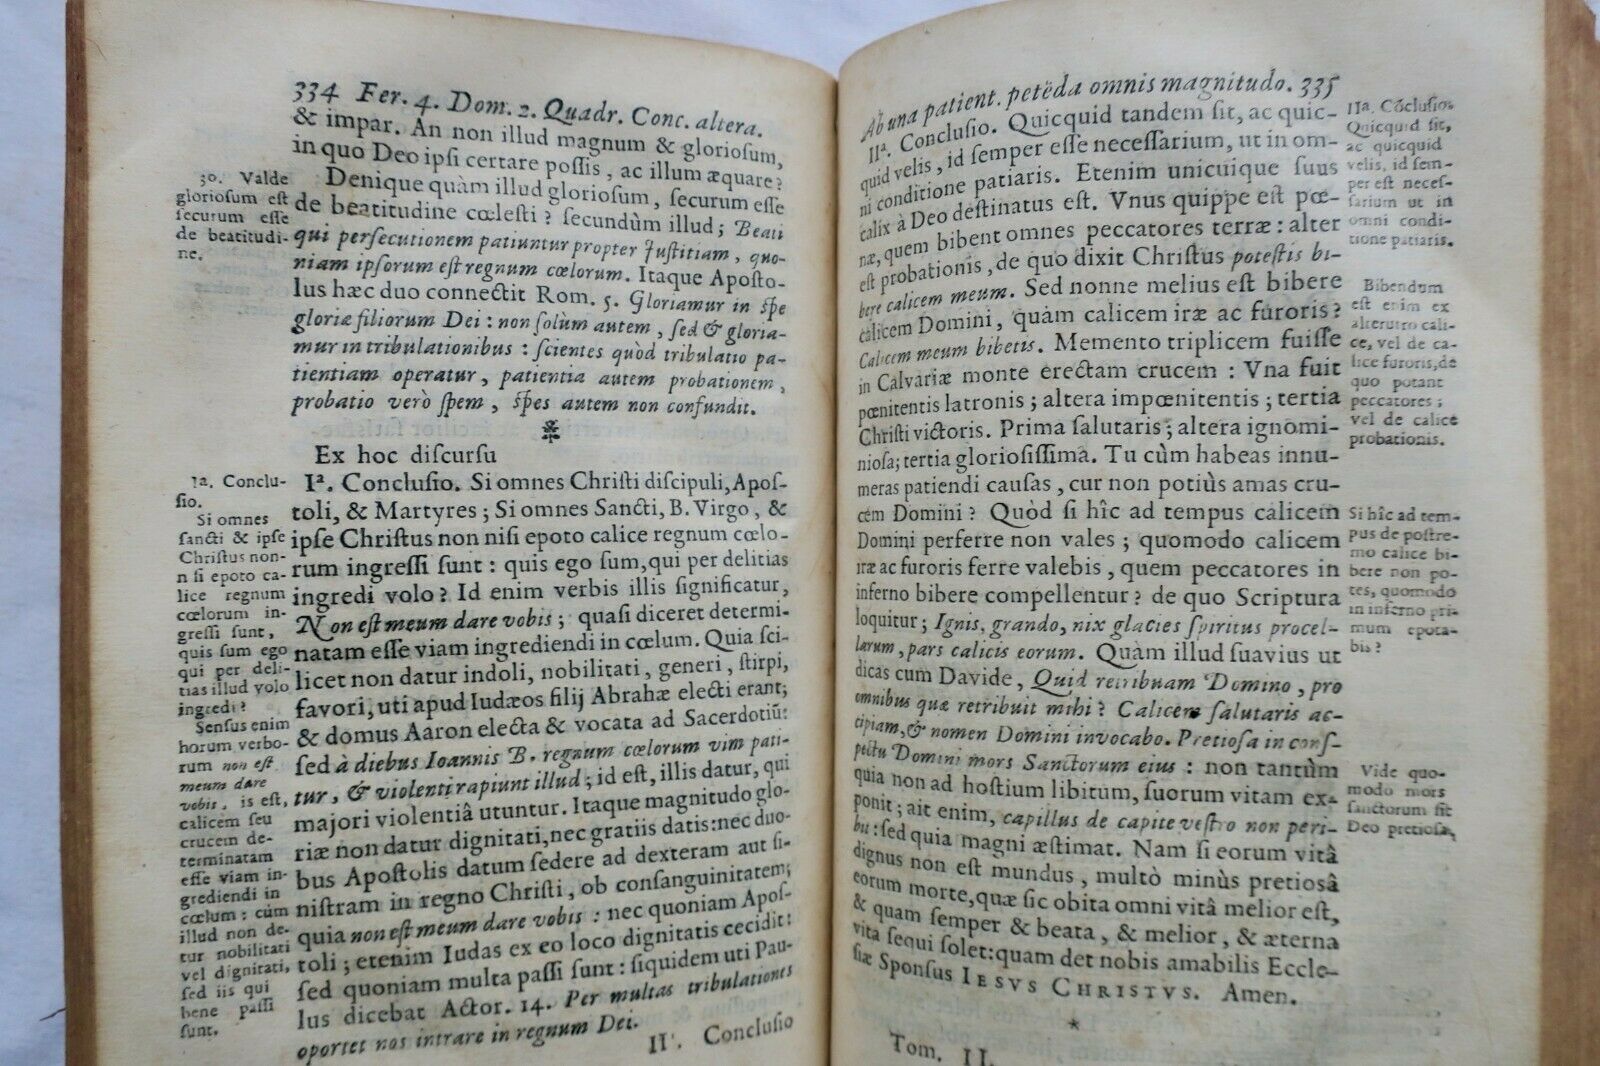 334 Fer. 4. Dom. 2. Quadr. Conc. altera.
& impar. An non illud magnum & gloriosum,
in quo Deo ipsi certare possis, ac illum æquare?
Denique quàm illud gloriosum, securum esse
de beatitudine cœlesti? secundùm illud; Beati
qui persecutionem patiuntur propter Justitiam, quo-
niam ipsorum est regnum cœlorum. Itaque Aposto-
lus hæc duo connectit Rom. 5. Gloriamur in spe
gloriæ filiorum Dei: non solùm autem, sed & gloria-
mur in tribulationibus: scientes quòd tribulatio pa-
tientiam operatur, patientia autem probationem,
probatio verò spem, spes autem non confundit.
Ex hoc discursu
Iª. Conclusio. Si omnes Christi discipuli, Apos-
toli, & Martyres; Si omnes Sancti, B. Virgo, &
ipse Christus non nisi epoto calice regnum cœlo-
rum ingressi sunt: quis ego sum, qui per delitias
ingredi volo? Id enim verbis illis significatur,
Non est meum dare vobis; quasi diceret determi-
natam esse viam ingrediendi in cœlum. Quia sci-
licet non datur indoli, nobilitati, generi, stirpi,
favori, uti apud Iudæos filij Abrahæ electi erant;
& domus Aaron electa & vocata ad Sacerdotiũ:
sed à diebus Ioannis B. regnum cœlorum vim pati-
tur, & violenti rapiunt illud; id est, illis datur, qui
majori violentiâ utuntur. Itaque magnitudo glo-
riæ non datur dignitati, nec gratiis datis: nec duo-
bus Apostolis datum sedere ad dexteram aut si-
nistram in regno Christi, ob consanguinitatem;
quia non est meum dare vobis: nec quoniam Apos-
toli; etenim Iudas ex eo loco dignitatis cecidit:
sed quoniam multa passi sunt: siquidem uti Pau-
lus dicebat Actor. 14. Per multas tribulationes
oportet nos intrare in regnum Dei.
IIª. Conclusio
30. Valde
gloriosum est
securum esse
de beatitudi-
ne.
1a. Conclu-
sio.
Si omnes
sancti & ipse
Christus non-
n si epoto ca-
lice regnum
cœlorum in-
gressi sunt,
quis sum ego
qui per deli-
tias illud volo
ingredi?
Sensus enim
horum verbo-
rum non est
meum dare
vobis, is est,
calicem seu
crucem de-
terminatam
esse viam in-
grediendi in
cœlum: cùm
illud non de-
tur nobilitati
vel dignitati,
sed iis qui
bene passi
sunt.
Ab una patient. petēda omnis magnitudo. 335
IIª. Conclusio. Quicquid tandem sit, ac quic-
quid velis, id semper esse necessarium, ut in om-
ni conditione patiaris. Etenim unicuique suus
calix à Deo destinatus est. Vnus quippe est pœ-
næ, quem bibent omnes peccatores terræ: alter
est probationis, de quo dixit Christus potestis bi-
bere calicem meum. Sed nonne melius est bibere
calicem Domini, quàm calicem iræ ac furoris?
Calicem meum bibetis. Memento triplicem fuisse
in Calvariæ monte erectam crucem: Vna fuit
pœnitentis latronis; altera impœnitentis; tertia
Christi victoris. Prima salutaris; altera ignomi-
niosa; tertia gloriosissima. Tu cùm habeas innu-
meras patiendi causas, cur non potiùs amas cru-
cem Domini? Quòd si hîc ad tempus calicem
Domini perferre non vales; quomodo calicem
iræ ac furoris ferre valebis, quem peccatores in
inferno bibere compellentur? de quo Scriptura
loquitur; Ignis, grando, nix glacies spiritus procel-
larum, pars calicis eorum. Quàm illud suavius ut
dicas cum Davide, Quid retribuam Domino, pro
omnibus quæ retribuit mihi? Calicem salutaris ac-
cipiam, & nomen Domini invocabo. Pretiosa in cons-
pectu Domini mors Sanctorum eius: non tantùm
quia non ad hostium libitum, suorum vitam ex-
ponit; ait enim, capillus de capite vestro non peri-
bit: sed quia magni æstimat. Nam si eorum vitâ
dignus non est mundus, multò minùs pretiosâ
eorum morte, quæ sic obita omni vitâ melior est,
& quam semper & beata, & melior, & æterna
vita sequi solet: quam det nobis amabilis Eccle-
siæ Sponsus IESVS CHRISTVS. Amen.
*
Tom. II.
IIa. Cōclusio.
Quicquid sit,
ac quicquid
velis, id sem-
per est neces-
sarium ut in
omni condi-
tione patiaris.
Bibendum
est enim ex
alterutro cali-
ce, vel de ca-
lice furoris, de
quo potant
peccatores;
vel de calice
probationis.
Si hîc ad tem-
pus de postre-
mo calice bi-
bere non po-
tes, quomodo
in inferno pri-
mum epota-
bis?
Vide quo-
modo mors
sanctorum sit
Deo pretiosa,